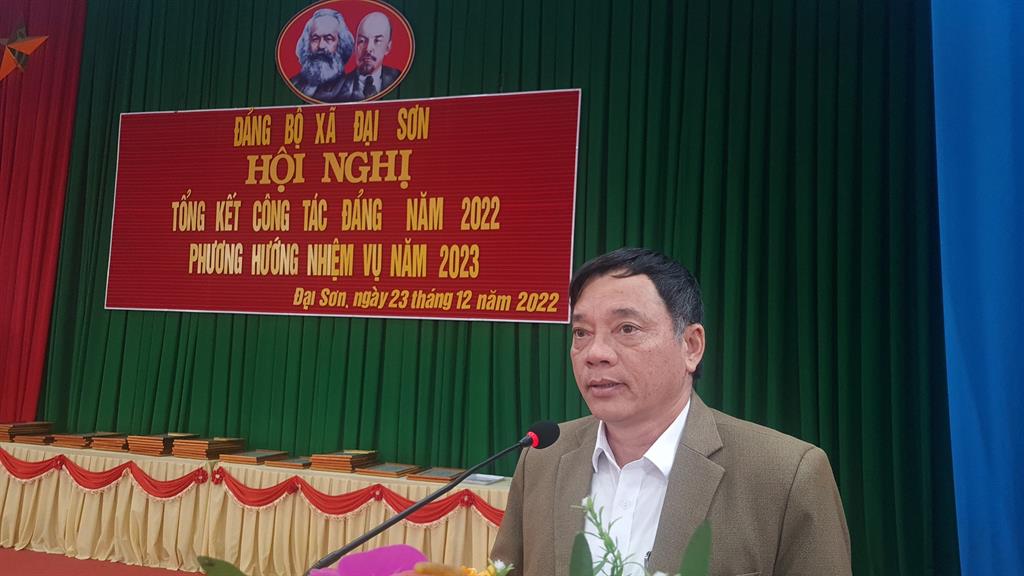 ĐẢNG BỘ XÃ ĐẠI SƠN
HỘI NGHỊ
TỔNG KẾT CÔNG TÁC ĐẢNG NĂM 2022
PHƯƠNG HƯỚNG NHIỆM VỤ NĂM 2023
Đại Sơn, ngày 23 tháng 12 năm 2022